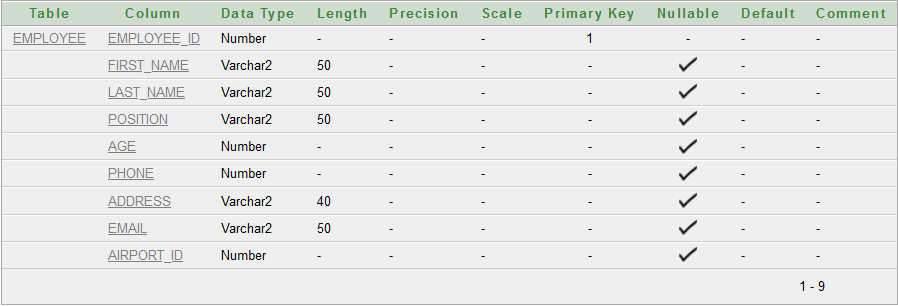 Table Column Data Type Length Precision Scale Primary Key Nullable Default Comment
EMPLOYEE EMPLOYEE_ID Number - - - 1 - - -
FIRST_NAME Varchar2 50 - - - ✓ - -
LAST_NAME Varchar2 50 - - - ✓ - -
POSITION Varchar2 50 - - - ✓ - -
AGE Number - - - - ✓ - -
PHONE Number - - - - ✓ - -
ADDRESS Varchar2 40 - - - ✓ - -
EMAIL Varchar2 50 - - - ✓ - -
AIRPORT_ID Number - - - - ✓ - -
1 - 9